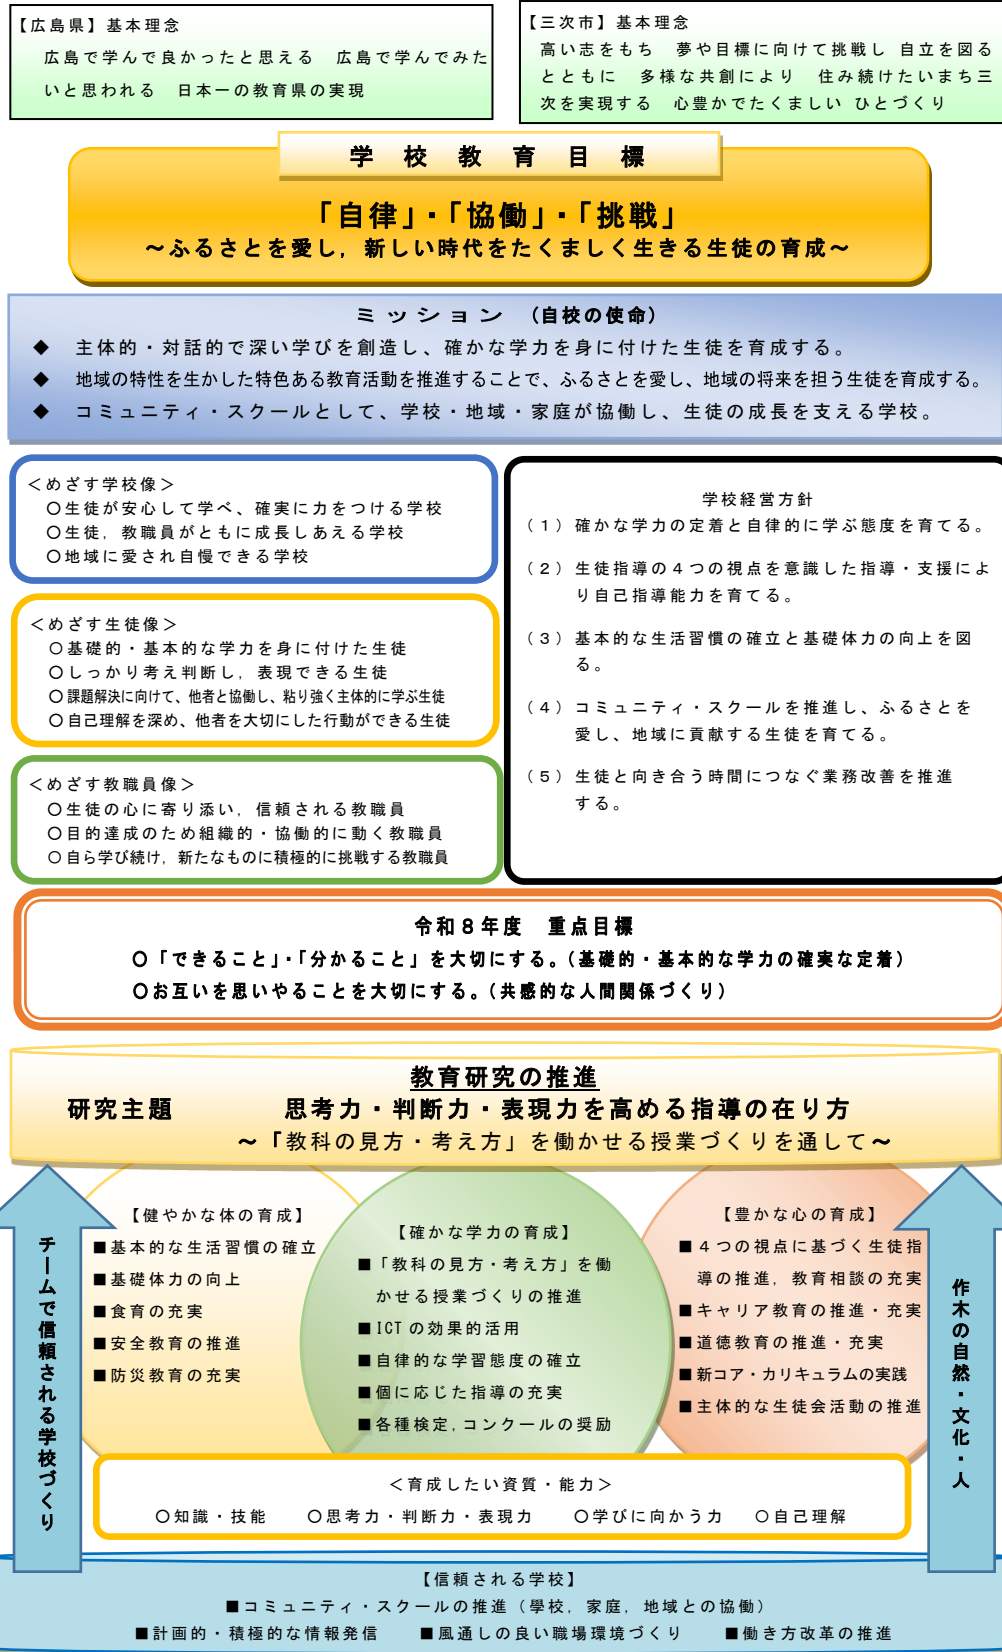 【広島県】基本理念
広島で学んで良かったと思える　広島で学んでみた
いと思われる　日本一の教育県の実現
【三次市】基本理念
高い志をもち　夢や目標に向けて挑戦し 自立を図る
とともに　多様な共創により　住み続けたいまち三
次を実現する　心豊かでたくましい ひとづくり
学　校　教　育　目　標
「自律」・「協働」・「挑戦」
～ふるさとを愛し，新しい時代をたくましく生きる生徒の育成～
ミ ッ シ ョ ン　（自校の使命）
◆　主体的・対話的で深い学びを創造し、確かな学力を身に付けた生徒を育成する。
◆　地域の特性を生かした特色ある教育活動を推進することで、ふるさとを愛し、地域の将来を担う生徒を育成する。
◆　コミュニティ・スクールとして、学校・地域・家庭が協働し、生徒の成長を支える学校。
＜めざす学校像＞
〇生徒が安心して学べ、確実に力をつける学校
〇生徒，教職員がともに成長しあえる学校
〇地域に愛され自慢できる学校
＜めざす生徒像＞
〇基礎的・基本的な学力を身に付けた生徒
〇しっかり考え判断し，表現できる生徒
〇課題解決に向けて、他者と協働し、粘り強く主体的に学ぶ生徒
〇自己理解を深め、他者を大切にした行動ができる生徒
＜めざす教職員像＞
〇生徒の心に寄り添い，信頼される教職員
〇目的達成のため組織的・協働的に動く教職員
〇自ら学び続け，新たなものに積極的に挑戦する教職員
学校経営方針
（１）確かな学力の定着と自律的に学ぶ態度を育てる。
（２）生徒指導の４つの視点を意識した指導・支援によ
り自己指導能力を育てる。
（３）基本的な生活習慣の確立と基礎体力の向上を図
る。
（４）コミュニティ・スクールを推進し、ふるさとを
愛し、地域に貢献する生徒を育てる。
（５）生徒と向き合う時間につなぐ業務改善を推進
する。
令和８年度　重点目標
〇「できること」・「分かること」を大切にする。（基礎的・基本的な学力の確実な定着）
〇お互いを思いやることを大切にする。（共感的な人間関係づくり）
教育研究の推進
研究主題　思考力・判断力・表現力を高める指導の在り方
～「教科の見方・考え方」を働かせる授業づくりを通して～
チームで信頼される学校づくり
【健やかな体の育成】
■基本的な生活習慣の確立
■基礎体力の向上
■食育の充実
■安全教育の推進
■防災教育の充実
【確かな学力の育成】
■「教科の見方・考え方」を働
かせる授業づくりの推進
■ICT の効果的活用
■自律的な学習態度の確立
■個に応じた指導の充実
■各種検定,コンクールの奨励
【豊かな心の育成】
■４つの視点に基づく生徒指
導の推進，教育相談の充実
■キャリア教育の推進・充実
■道徳教育の推進・充実
■新コア・カリキュラムの実践
■主体的な生徒会活動の推進
作木の自然・文化・人
＜育成したい資質・能力＞
〇知識・技能　〇思考力・判断力・表現力　〇学びに向かう力　〇自己理解
【信頼される学校】
■コミュニティ・スクールの推進（學校，家庭，地域との協働）
■計画的・積極的な情報発信　■風通しの良い職場環境づくり　■働き方改革の推進